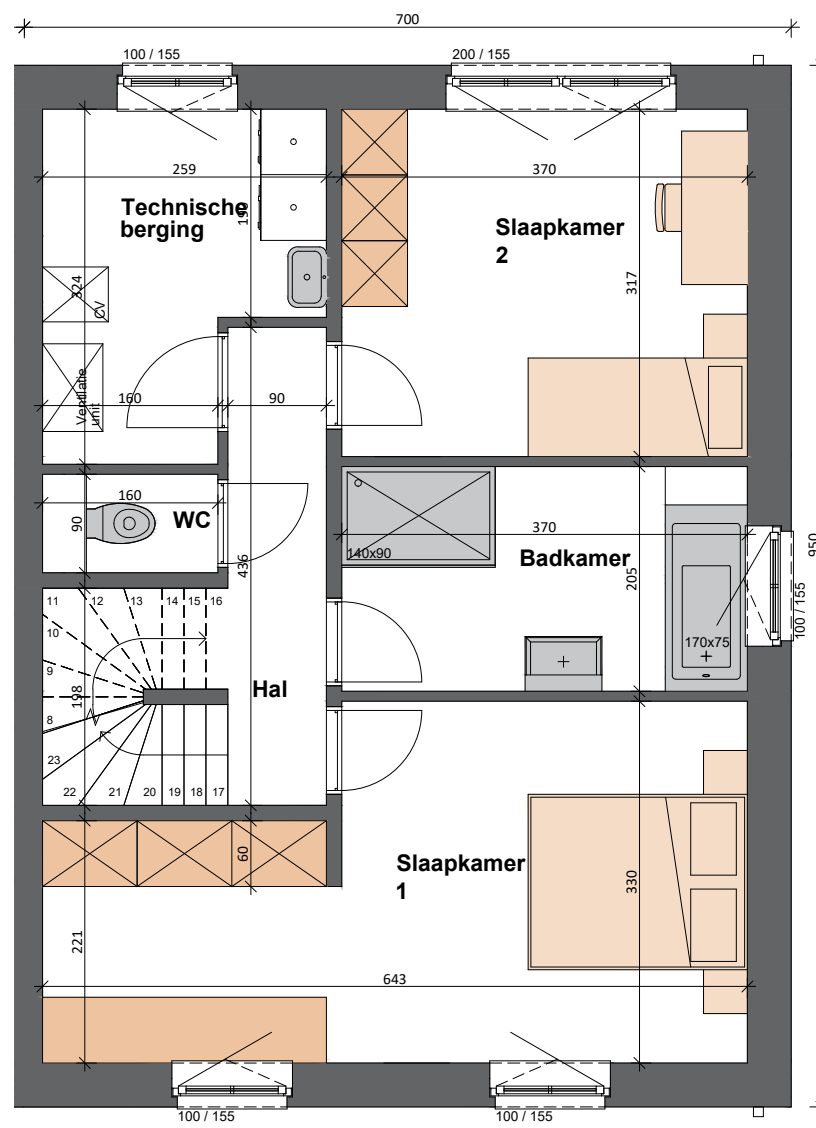 700
100 / 155
200 / 155
259
370
Technische
berging
190
Slaapkamer
2
324
317
CV
Ventilatie
unit
160
90
160
WC
90
370
140x90
Badkamer
436
950
205
100 / 155
11
12
13
14
15
16
10
9
170x75
198
Hal
8
23
22
21
20
19
18
17
60
Slaapkamer
1
330
221
643
100 / 155
100 / 155